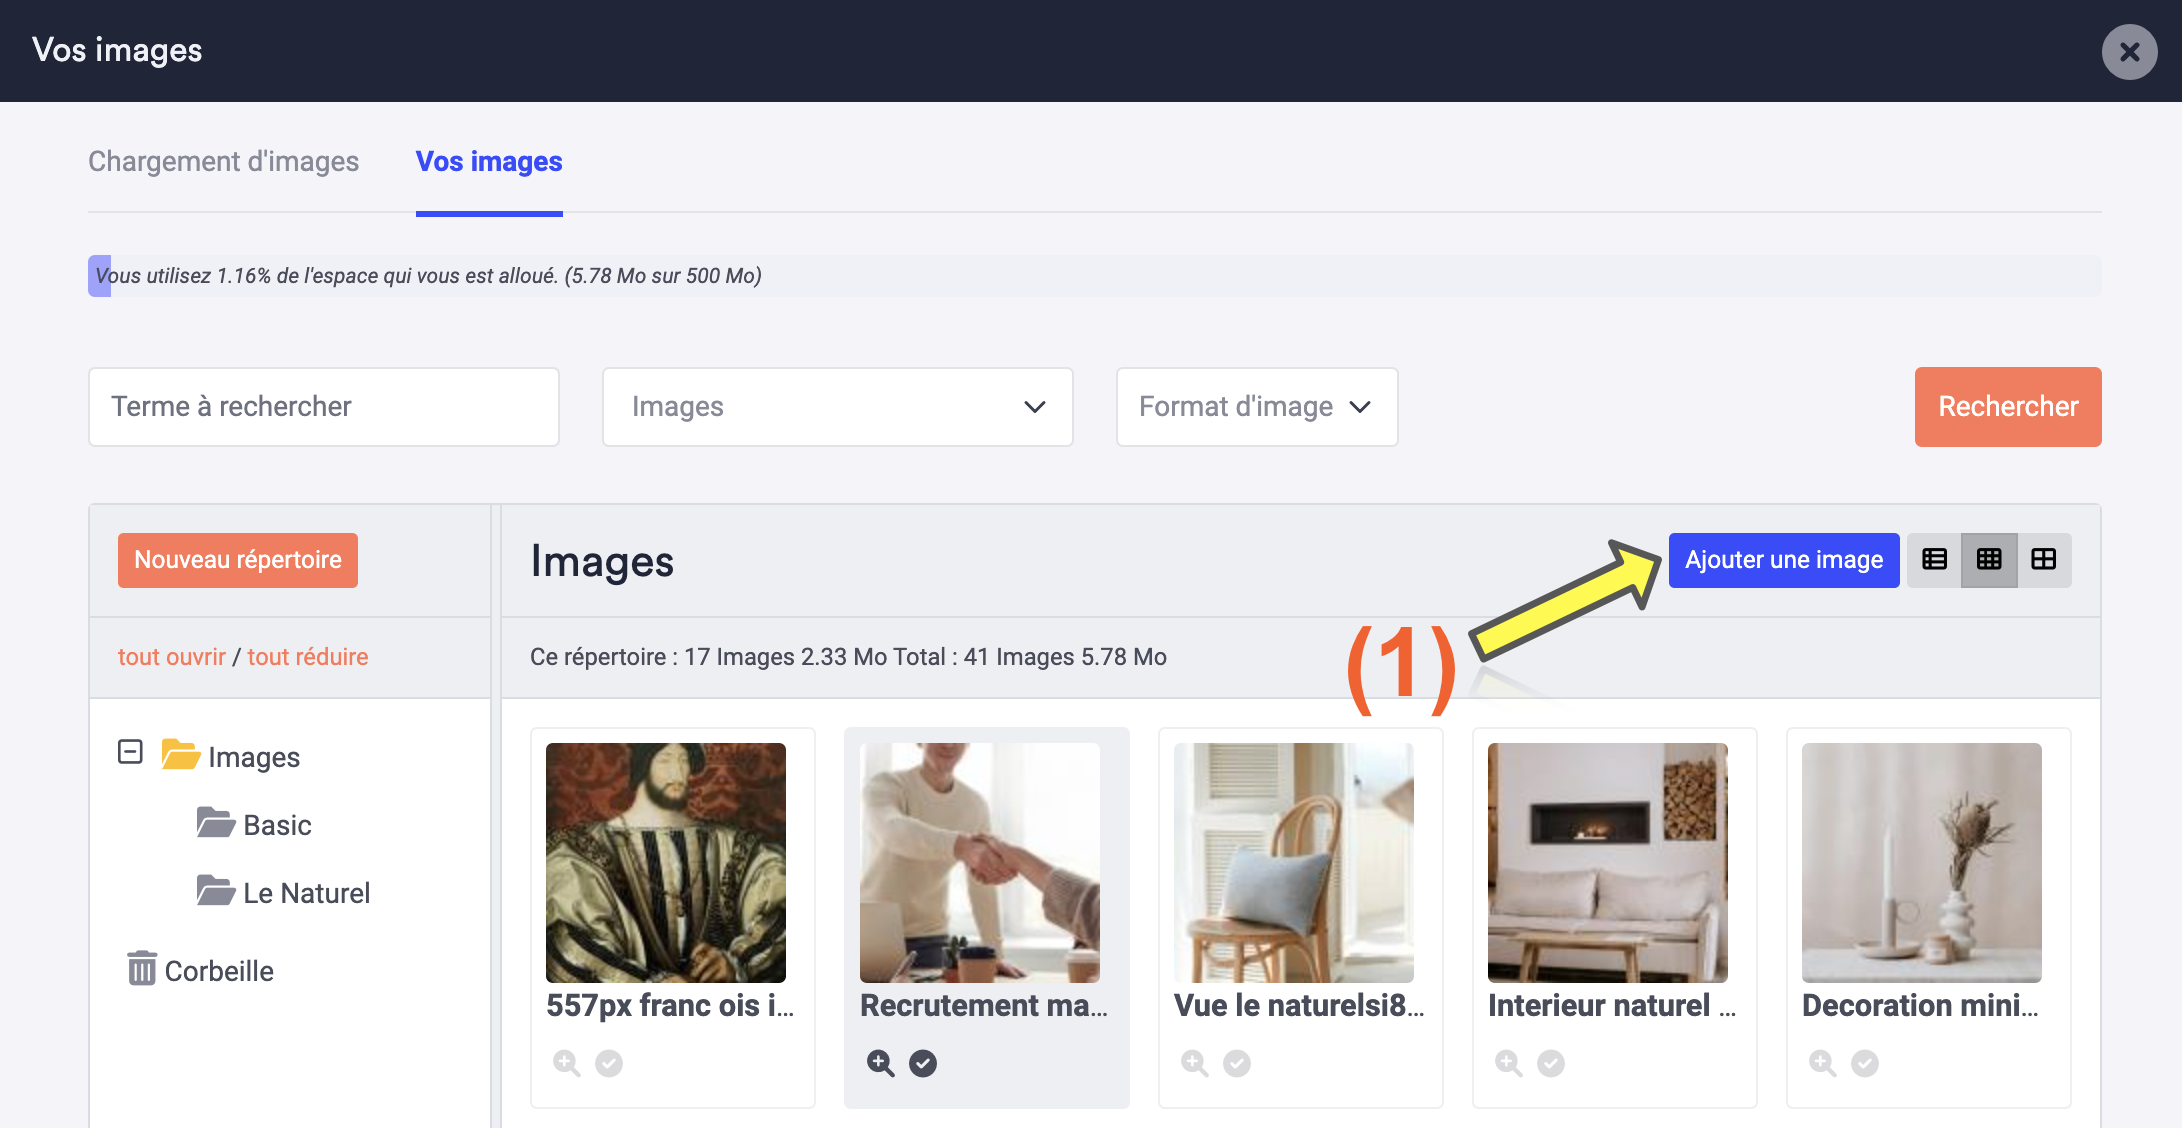 Vos images
Chargement d'images
Vos images
Vous utilisez 1.16% de l'espace qui vous est alloué. (5.78 Mo sur 500 Mo)
Terme à rechercher
Images
Format d'image
Rechercher
Nouveau répertoire
Images
Ajouter une image
tout ouvrir / tout réduire
Ce répertoire : 17 Images 2.33 Mo Total : 41 Images 5.78 Mo
(1)
Images
Basic
Le Naturel
Corbeille
557px franc ois i...
Recrutement ma...
Vue le naturelsi8...
Interieur naturel ...
Decoration mini...